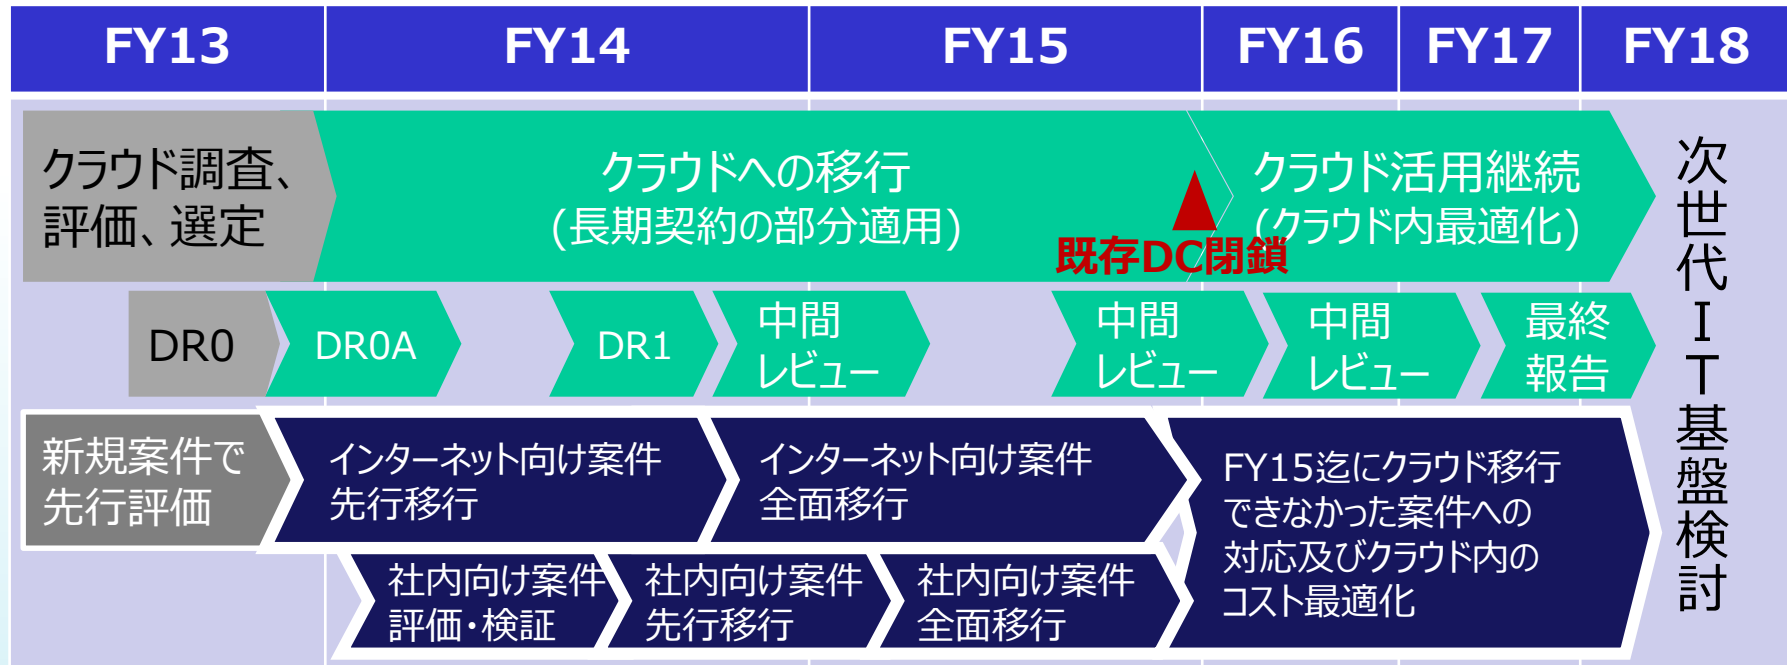 FY13
FY14
FY15
FY16
FY17
FY18
クラウド調査、
評価、選定
クラウドへの移行
(長期契約の部分適用)
クラウド活用継続
(クラウド内最適化)
既存DC閉鎖
DR0
DR0A
DR1
中間
レビュー
中間
レビュー
中間
レビュー
最終
報告
新規案件で
先行評価
インターネット向け案件
先行移行
インターネット向け案件
全面移行
社内向け案件
評価・検証
社内向け案件
先行移行
社内向け案件
全面移行
FY15迄にクラウド移行
できなかった案件への
対応及びクラウド内の
コスト最適化
次世代IT基盤検討